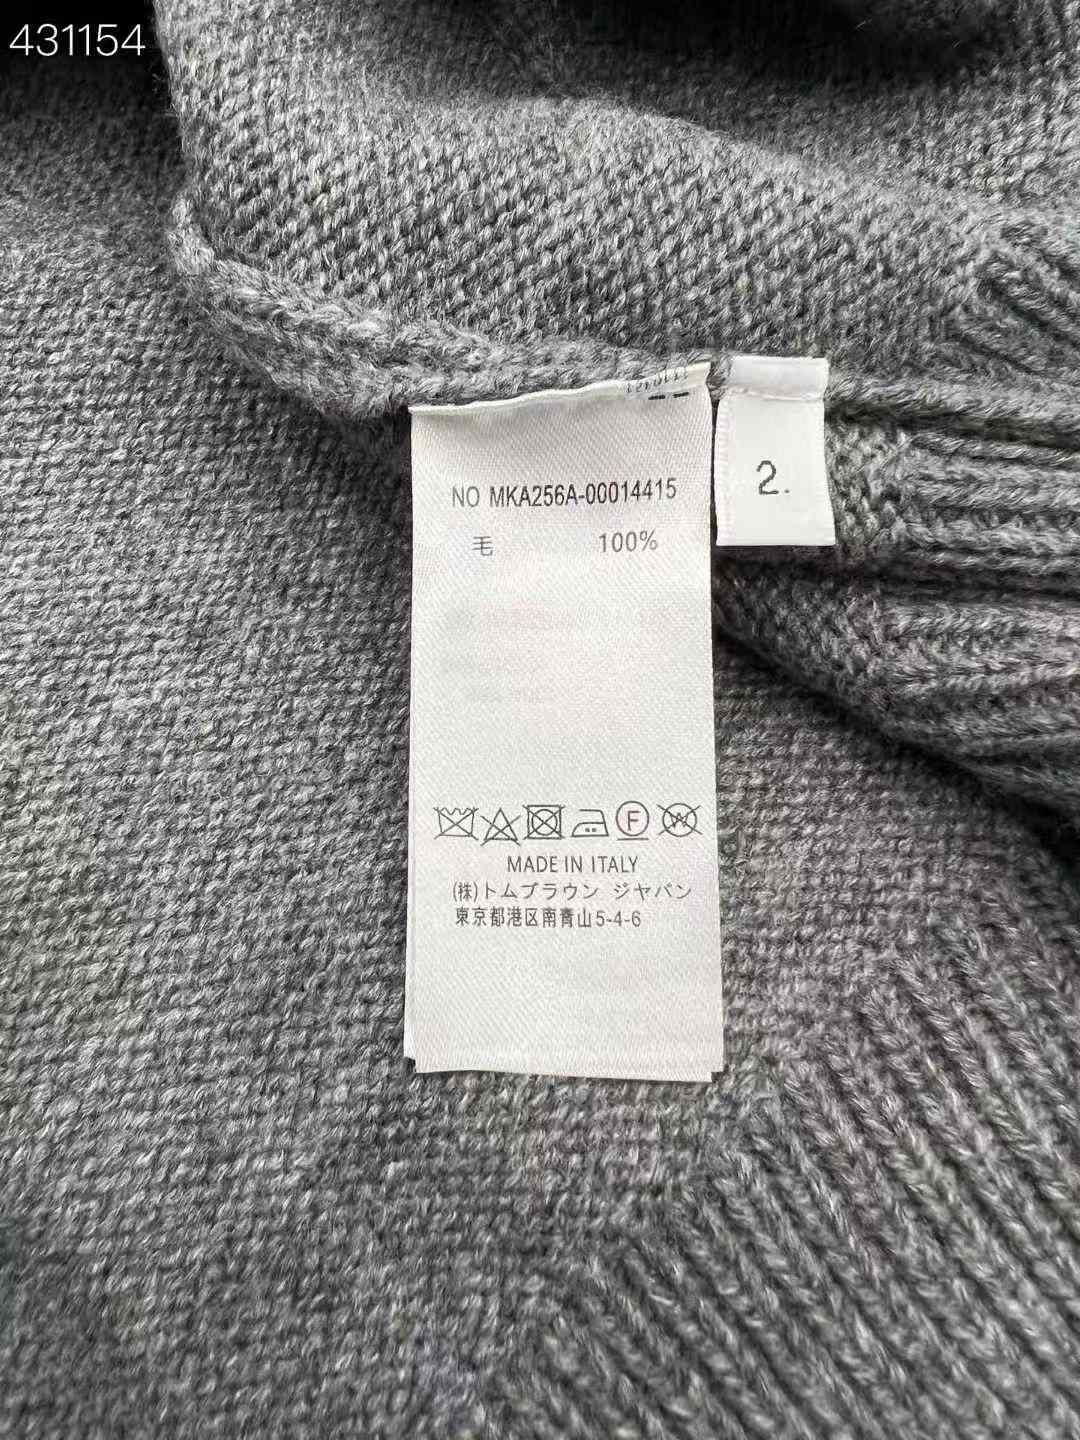 431154
NO MKA256A-00014415
毛 100%
2.
F
W
MADE IN ITALY
(株)トムブラウン ジヤパン
東京都港区南青山5-4-6